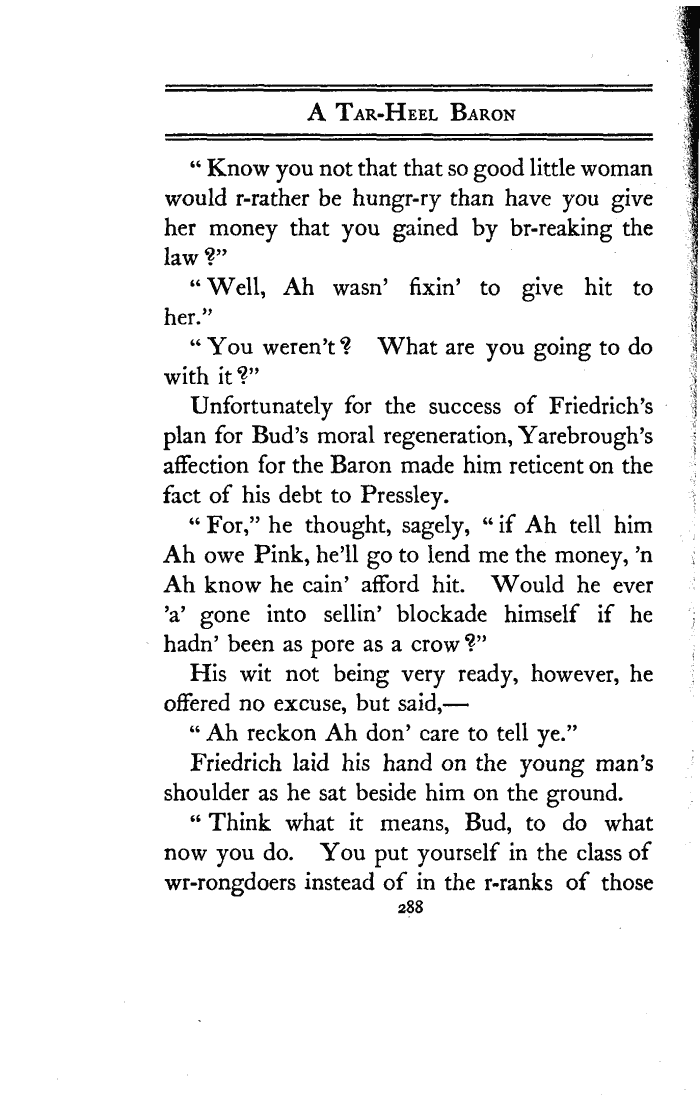 A Tar-Heel Baron
“ Know you not that that so good little woman
would r-rather be hungr-ry than have you give
her money that you gained by br-reaking the
law ?”
“ Well, Ah wasn’ fixin’ to give hit to
her.”
“ You weren’t ? What are you going to do
with it ?”
Unfortunately for the success of Friedrich’s
plan for Bud’s moral regeneration, Yarebrough’s
affection for the Baron made him reticent on the
fact of his debt to Pressley.
“ For,” he thought, sagely, “ if Ah tell him
Ah owe Pink, he’ll go to lend me the money, ’n
Ah know he cain’ afford hit. Would he ever
’a’ gone into sellin’ blockade himself if he
hadn’ been as pore as a crow ?”
His wit not being very ready, however, he
offered no excuse, but said,—
“ Ah reckon Ah don’ care to tell ye.”
Friedrich laid his hand on the young man’s
shoulder as he sat beside him on the ground.
“ Think what it means, Bud, to do what
now you do. You put yourself in the class of
wr-rongdoers instead of in the r-ranks of those
288